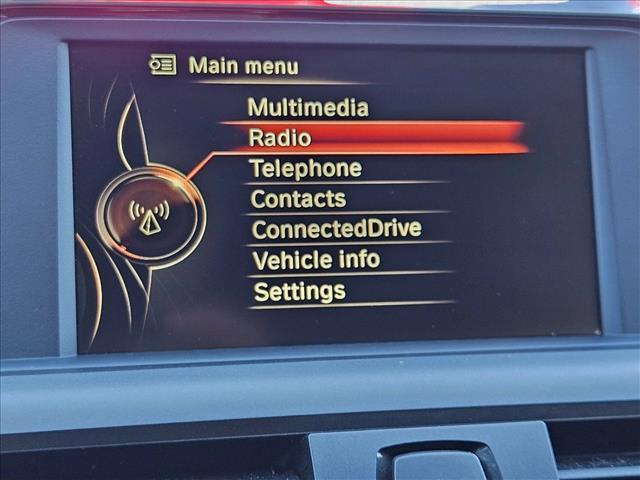 Main menu
Multimedia
Radio
Telephone
Contacts
ConnectedDrive
Vehicle info
Settings